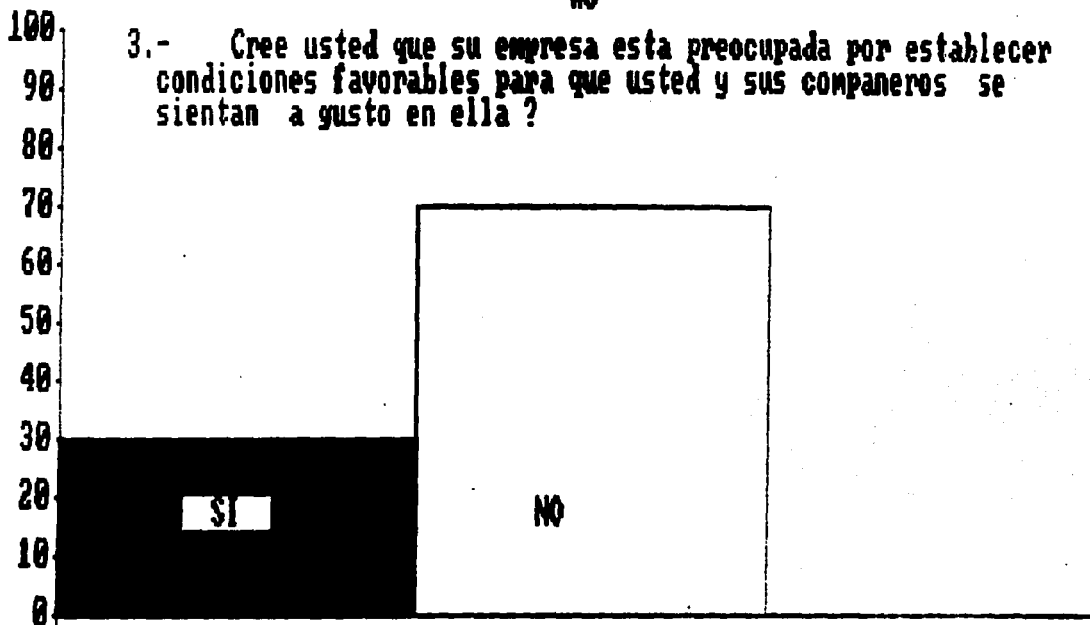 NO
100
3.- Cree usted que su empresa esta preocupada por establecer
90
condiciones favorables para que usted y sus companeros se
sientan a gusto en ella ?
80
70
60
50
40
30
20
SI
NO
10
0